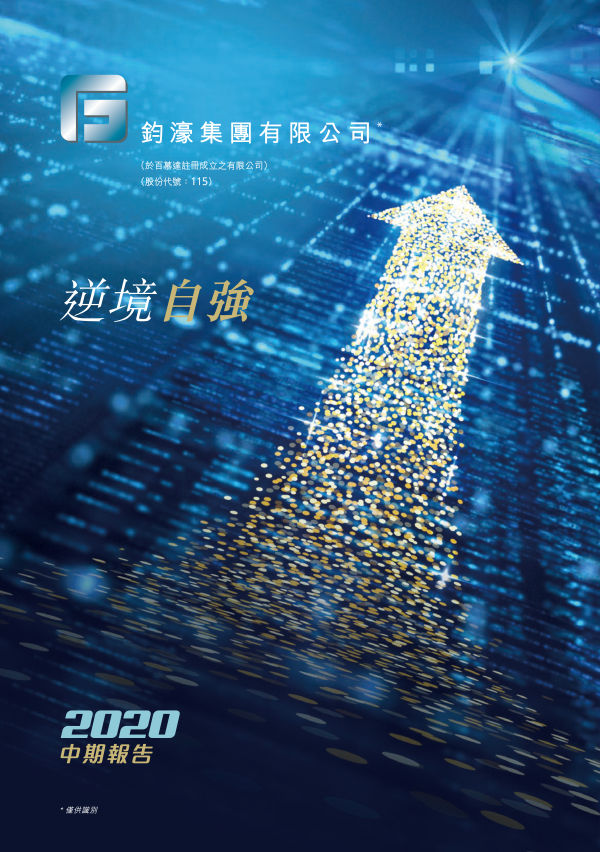 鈞濠集團有限公司*
（於百慕達註冊成立之有限公司）
（股份代號：115）
逆境自強
2020
中期報告
* 僅供識別